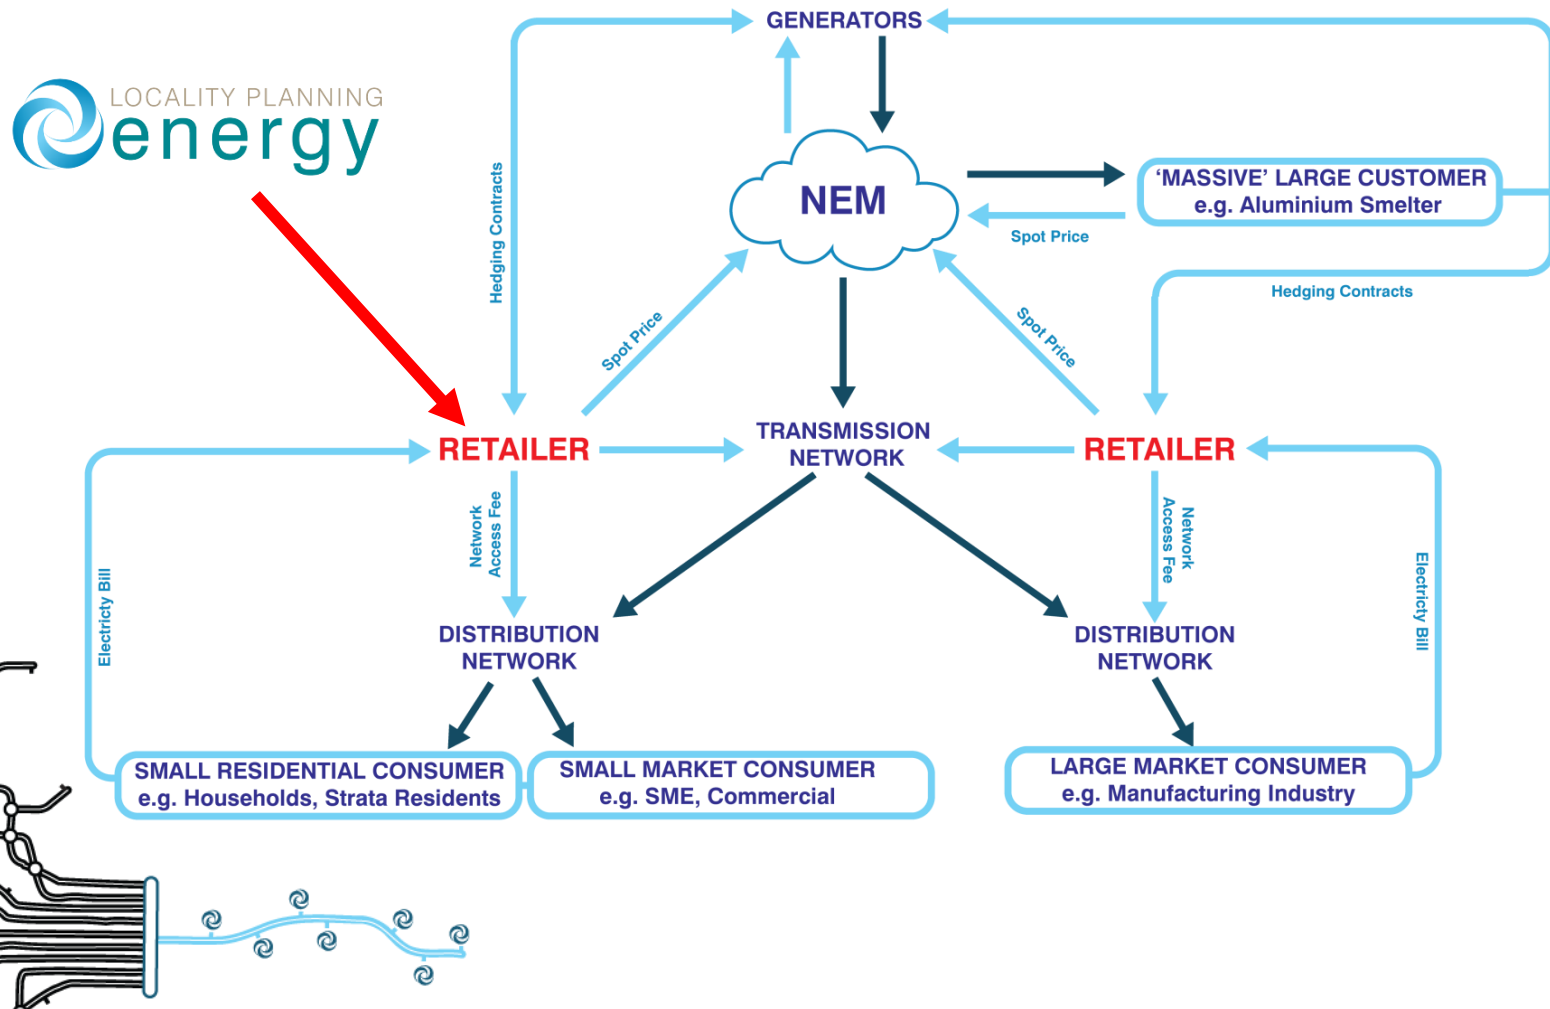 GENERATORS
LOCALITY PLANNING
energy
NEM
'MASSIVE' LARGE CUSTOMER
e.g. Aluminium Smelter
Spot Price
Hedging Contracts
Hedging Contracts
Spot Price
Spot Price
RETAILER
TRANSMISSION
NETWORK
RETAILER
Network
Access Fee
Network
Access Fee
Electricty Bill
Electricty Bill
DISTRIBUTION
NETWORK
DISTRIBUTION
NETWORK
SMALL RESIDENTIAL CONSUMER
e.g. Households, Strata Residents
SMALL MARKET CONSUMER
e.g. SME, Commercial
LARGE MARKET CONSUMER
e.g. Manufacturing Industry